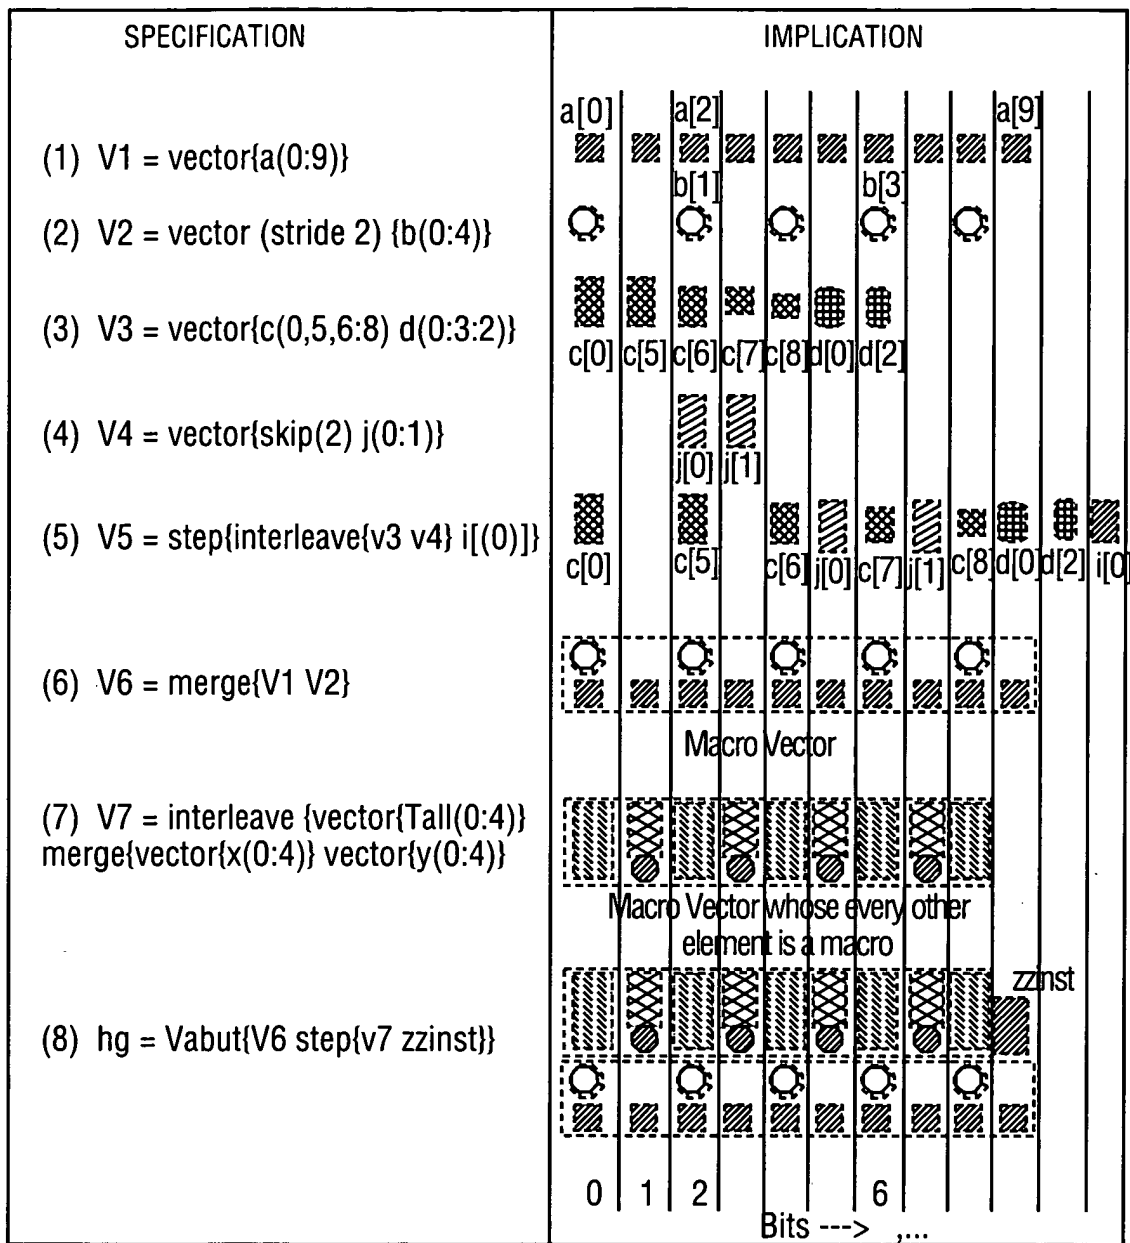 SPECIFICATION
IMPLICATION
a[0] a[2] a[9]
(1) V1 = vector{a(0:9)}
b[1] b[3]
(2) V2 = vector (stride 2) {b(0:4)}
(3) V3 = vector{c(0,5,6:8) d(0:3:2)}
c[0] c[5] c[6] c[7] c[8] d[0] d[2]
(4) V4 = vector{skip(2) j(0:1)}
j[0] j[1]
(5) V5 = step{interleave{v3 v4} i[(0)]}
c[0] c[5] c[6] j[0] c[7] j[1] c[8] d[0] d[2] i[0]
(6) V6 = merge{V1 V2}
Macro Vector
(7) V7 = interleave {vector{Tall(0:4)}
merge{vector{x(0:4)} vector{y(0:4)}
Macro Vector whose every other
element is a macro
zzinst
(8) hg = Vabut{V6 step{v7 zzinst}}
0 1 2 6
Bits ---> ,...